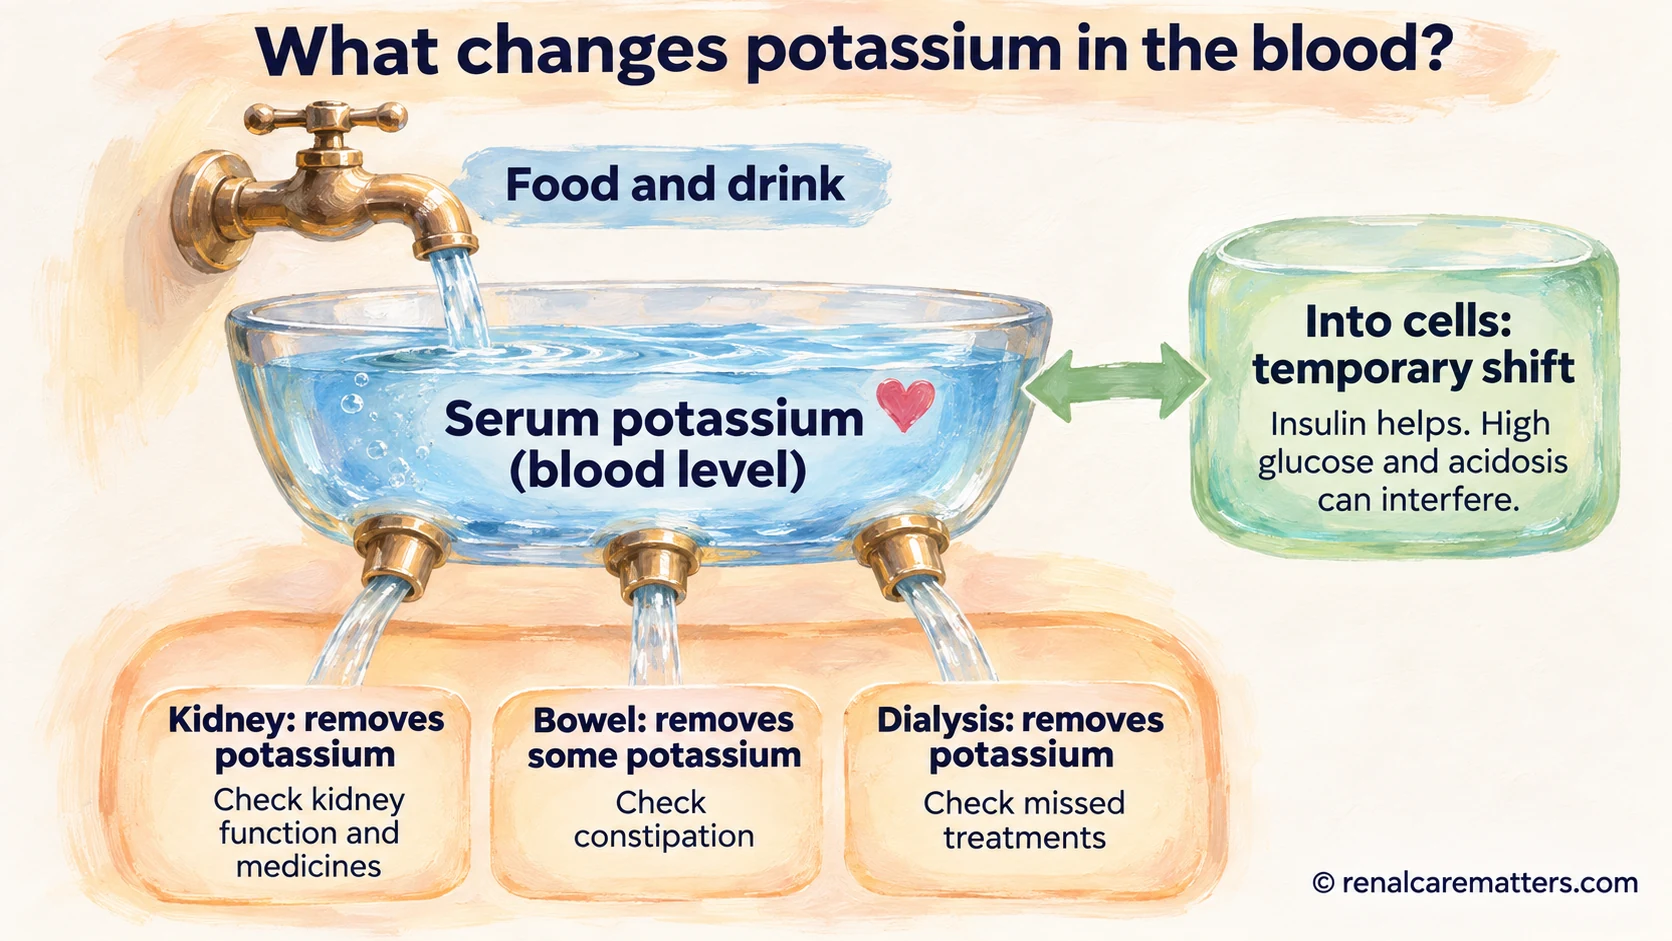 What changes potassium in the blood?
Food and drink
Serum potassium
(blood level)
Into cells:
temporary shift
Insulin helps. High
glucose and acidosis
can interfere.
Kidney: removes
potassium
Check kidney
function and
medicines
Bowel: removes
some potassium
Check
constipation
Dialysis: removes
potassium
Check missed
treatments
© renalcarematters.com